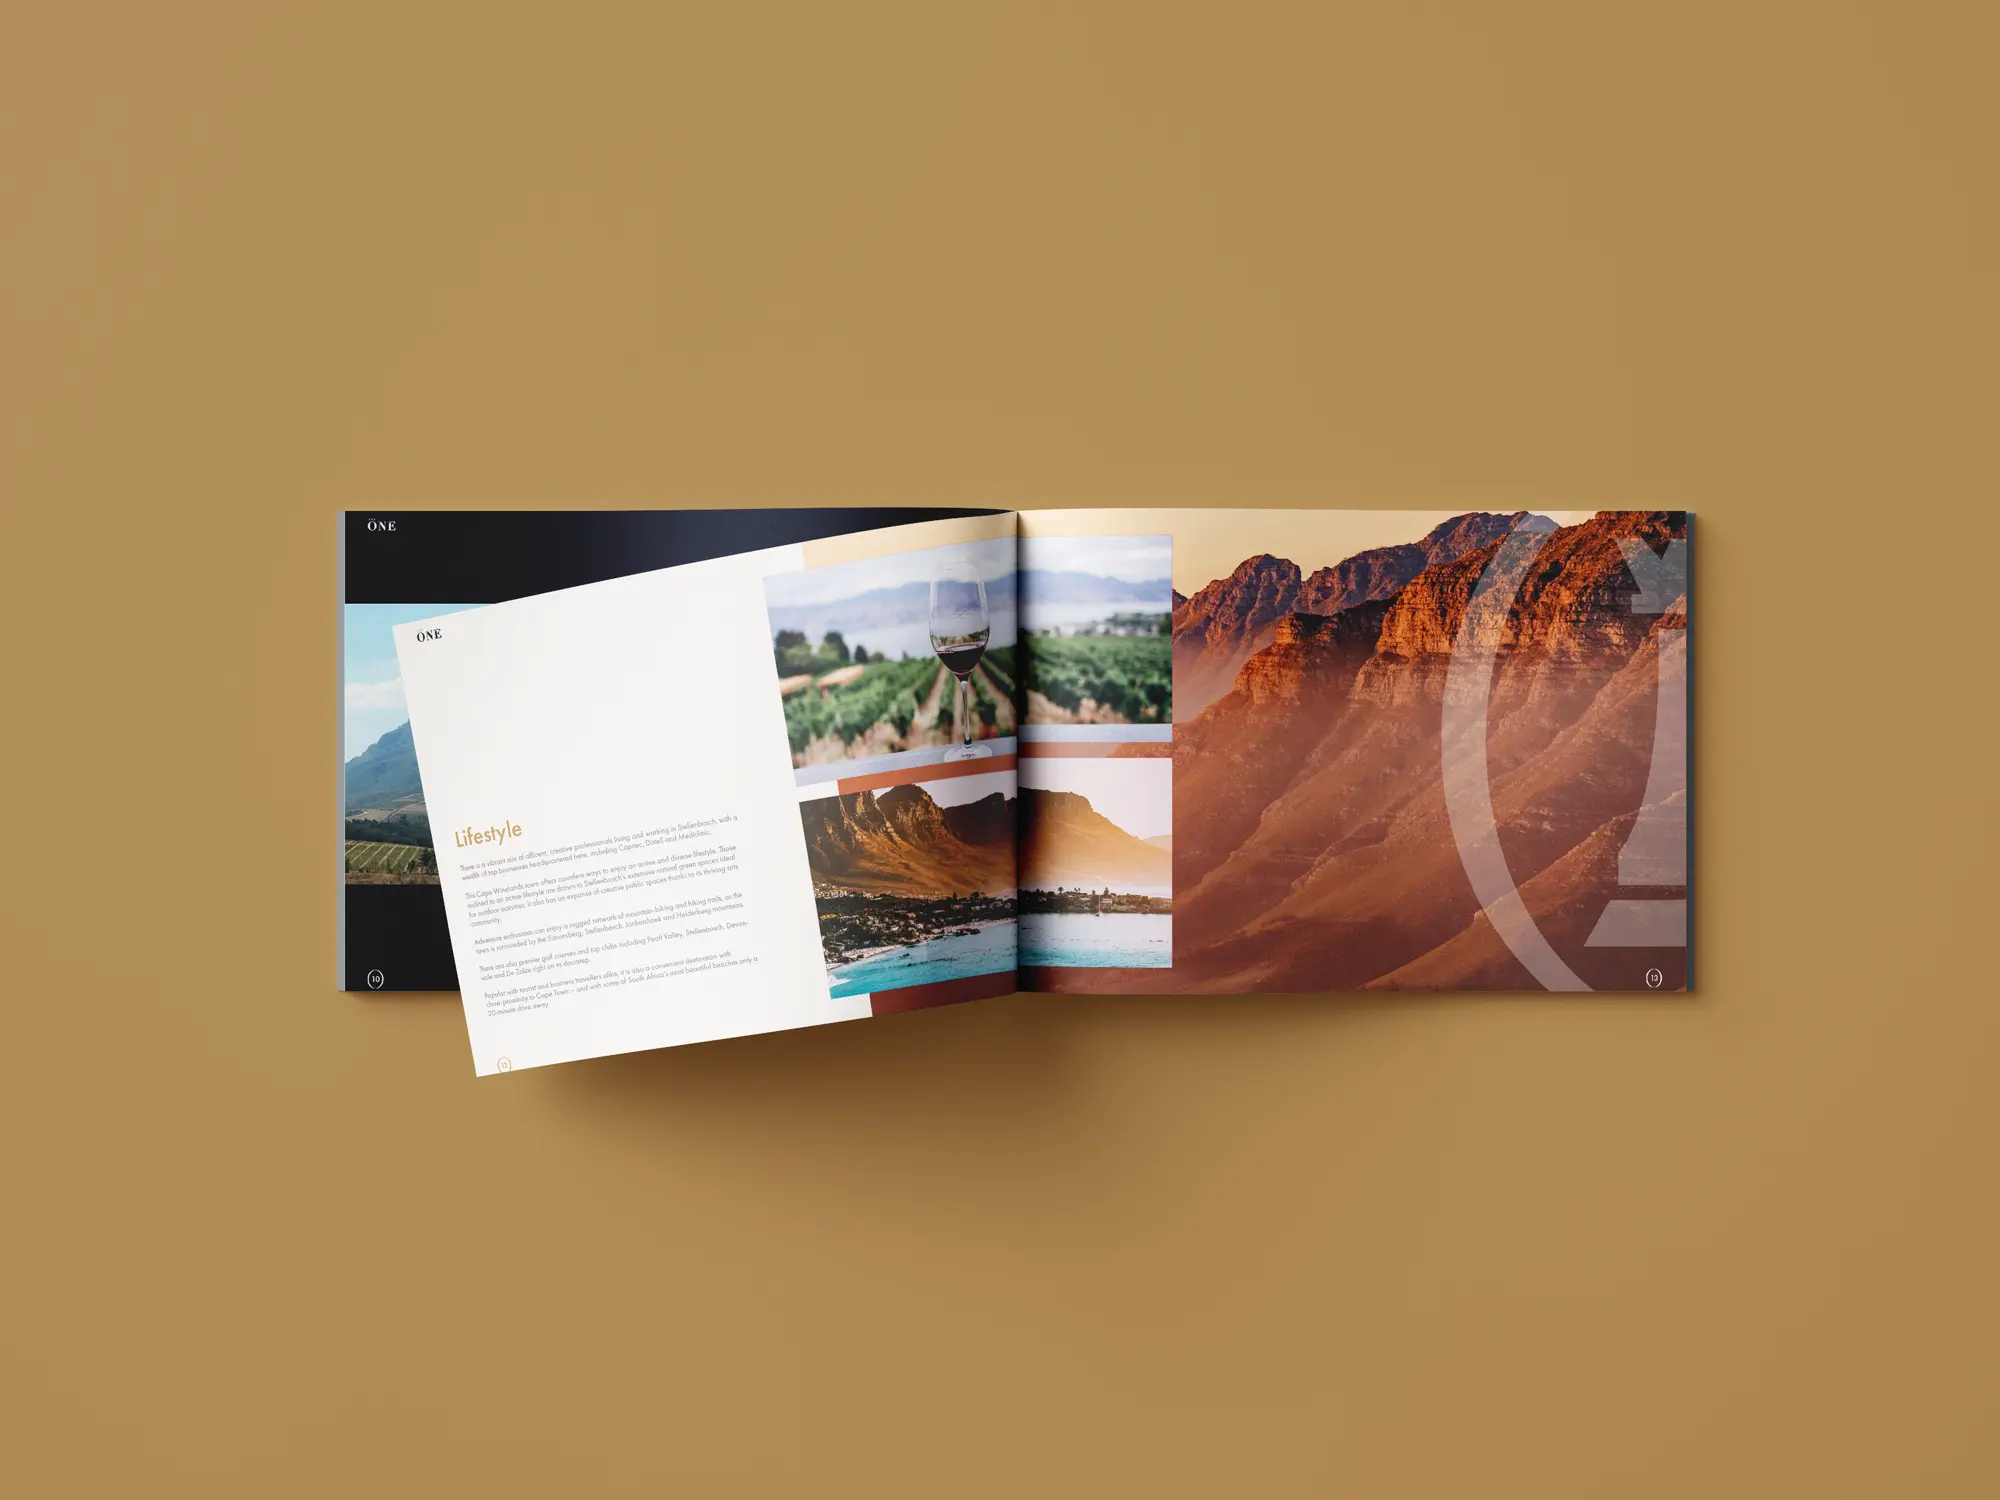 ONE
10
ONE
Lifestyle
There is a vibrant mix of affluent, creative professionals living and working in Stellenbosch, with a
wealth of top businesses headquartered here, including Capitec, Distell and Mediclinic.
This Cape Winelands town offers countless ways to enjoy an active and diverse lifestyle. Those
inclined to an active lifestyle are drawn to Stellenbosch's extensive natural green spaces ideal
for outdoor activities. It also has an expanse of creative public spaces thanks to its thriving arts
community.
Adventure enthusiasts can enjoy a rugged network of mountain-biking and hiking trails, as the
town is surrounded by the Simonsberg, Stellenbosch, Jonkershoek and Helderberg mountains.
There are also premier golf courses and top clubs including Pearl Valley, Stellenbosch, Devon-
vale and De Zalze right on its doorstep.
Popular with tourist and business travellers alike, it is also a convenient destination with
close-proximity to Cape Town – and with some of South Africa's most beautiful beaches only a
20-minute drive away
12
13